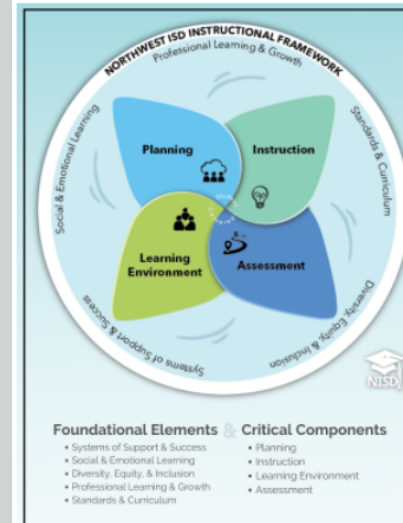 NORTHWEST ISD INSTRUCTIONAL FRAMEWORK
Professional Learning & Growth
Social & Emotional Learning
Standards & Curriculum
Planning
Instruction
Learning
Environment
Assessment
Systems of Support & Success
Diversity, Equity, & Inclusion
NISD
Foundational Elements & Critical Components
• Systems of Support & Success
• Social & Emotional Learning
• Diversity, Equity, & Inclusion
• Professional Learning & Growth
• Standards & Curriculum
• Planning
• Instruction
• Learning Environment
• Assessment